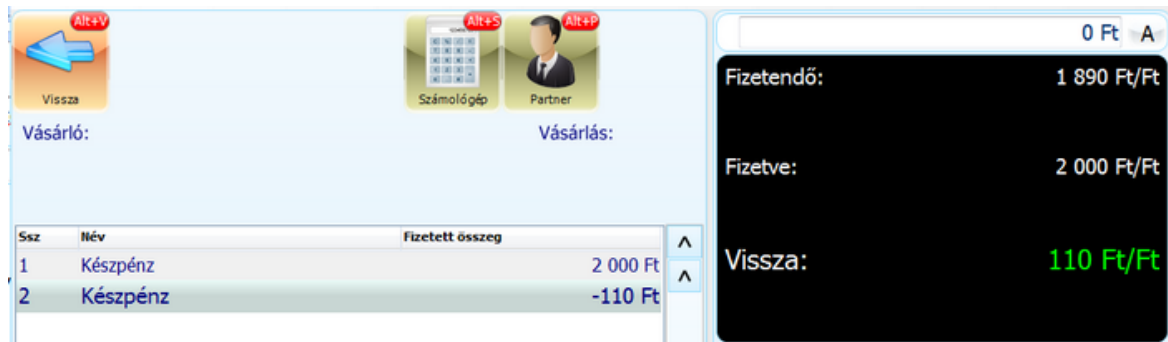 Alt+V
Alt+S
Alt+P
Vissza
Számológép
Partner
Vásárló:
Vásárlás:
Ssz Név Fizetett összeg
1 Készpénz 2 000 Ft
2 Készpénz -110 Ft
0 Ft A
Fizetendő: 1 890 Ft/Ft
Fizetve: 2 000 Ft/Ft
Vissza: 110 Ft/Ft